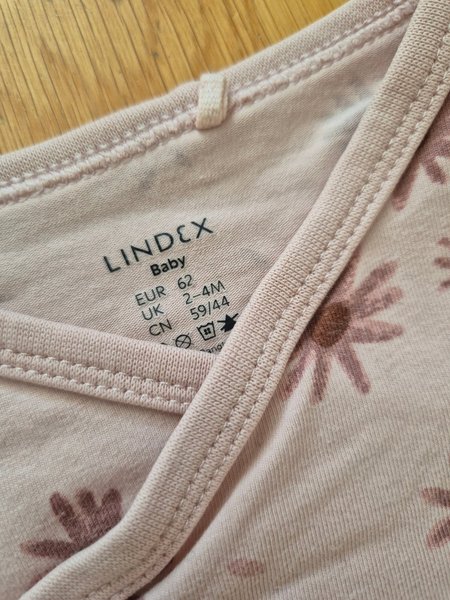 LINDEX
Baby
EUR 62
UK 2-4M
CN 59/44